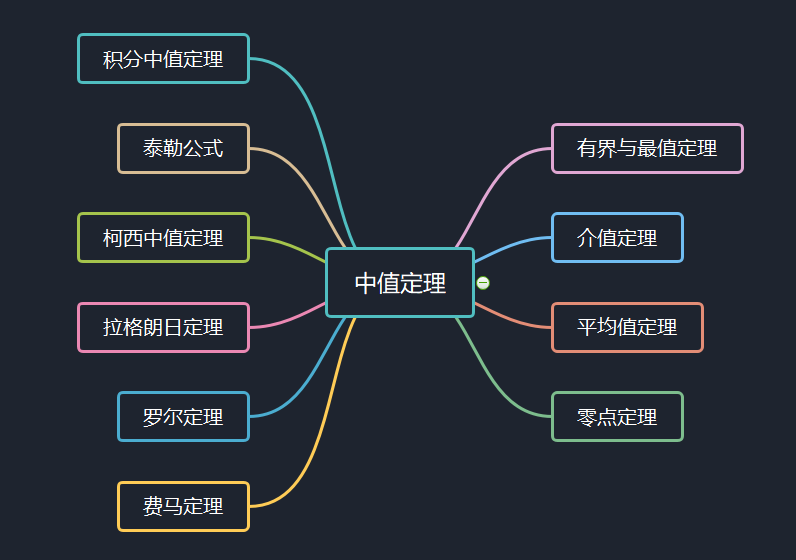 积分中值定理
泰勒公式
柯西中值定理
拉格朗日定理
罗尔定理
费马定理
中值定理
有界与最值定理
介值定理
平均值定理
零点定理